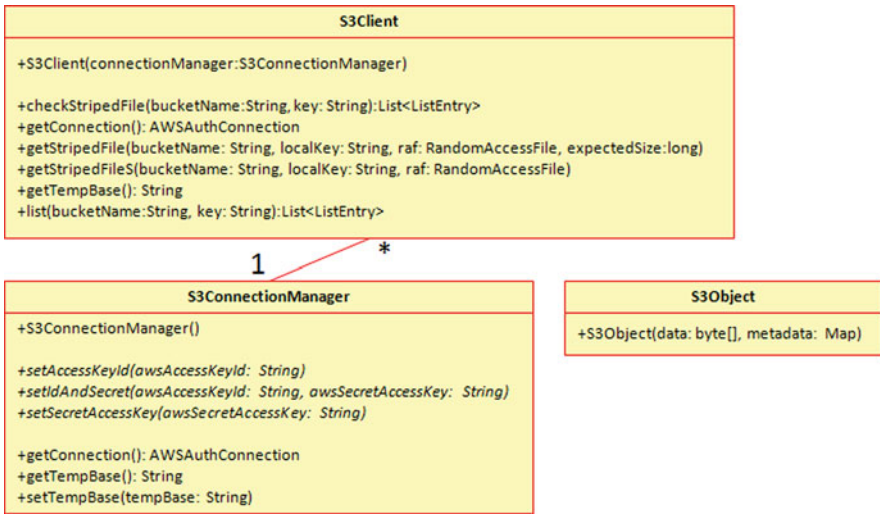 S3Client
+S3Client(connectionManager:S3ConnectionManager)
+checkStripedFile(bucketName:String, key: String):List<ListEntry>
+getConnection(): AWSAuthConnection
+getStripedFile(bucketName: String, localKey: String, raf: RandomAccessFile, expectedSize:long)
+getStripedFileS(bucketName: String, localKey: String, raf: RandomAccessFile)
+getTempBase(): String
+list(bucketName:String, key: String):List<ListEntry>
1
*
S3ConnectionManager
+S3ConnectionManager()
+setAccessKeyId(awsAccessKeyId: String)
+setIdAndSecret(awsAccessKeyId: String, awsSecretAccessKey: String)
+setSecretAccessKey(awsSecretAccessKey: String)
+getConnection(): AWSAuthConnection
+getTempBase(): String
+setTempBase(tempBase: String)
S3Object
+S3Object(data: byte[], metadata: Map)